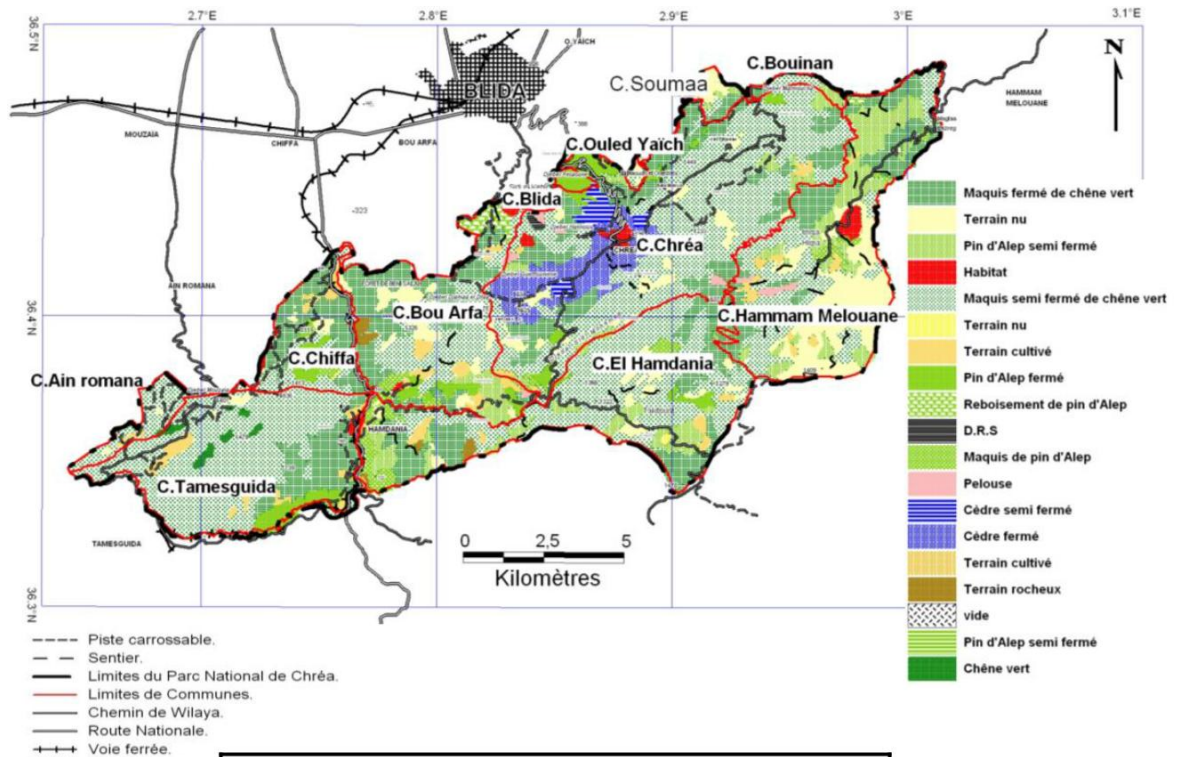 2.7°E
2.8°E
2.9°E
3°E
3.1°E
36.5°N
36.4°N
36.3°N
N
O.YAICH
BLIDA
C.Soumaa
C.Bouinan
HAMMAM
MELOUANE
MOUZAÏA
CHIFFA
BOU ARFA
C.Ouled Yaïch
C.Blida
C.Chréa
AIN ROMANA
C.Bou Arfa
C.Hammam Melouane
C.Chiffa
C.El Hamdania
C.Ain romana
HAMDANIA
C.Tamesguida
TAMESGUIDA
0 2,5 5
Kilomètres
Maquis fermé de chêne vert
Terrain nu
Pin d'Alep semi fermé
Habitat
Maquis semi fermé de chêne vert
Terrain nu
Terrain cultivé
Pin d'Alep fermé
Reboisement de pin d'Alep
D.R.S
Maquis de pin d'Alep
Pelouse
Cèdre semi fermé
Cèdre fermé
Terrain cultivé
Terrain rocheux
vide
Pin d'Alep semi fermé
Chêne vert
Piste carrossable.
Sentier.
Limites du Parc National de Chréa.
Limites de Communes.
Chemin de Wilaya.
Route Nationale.
Voie ferrée.